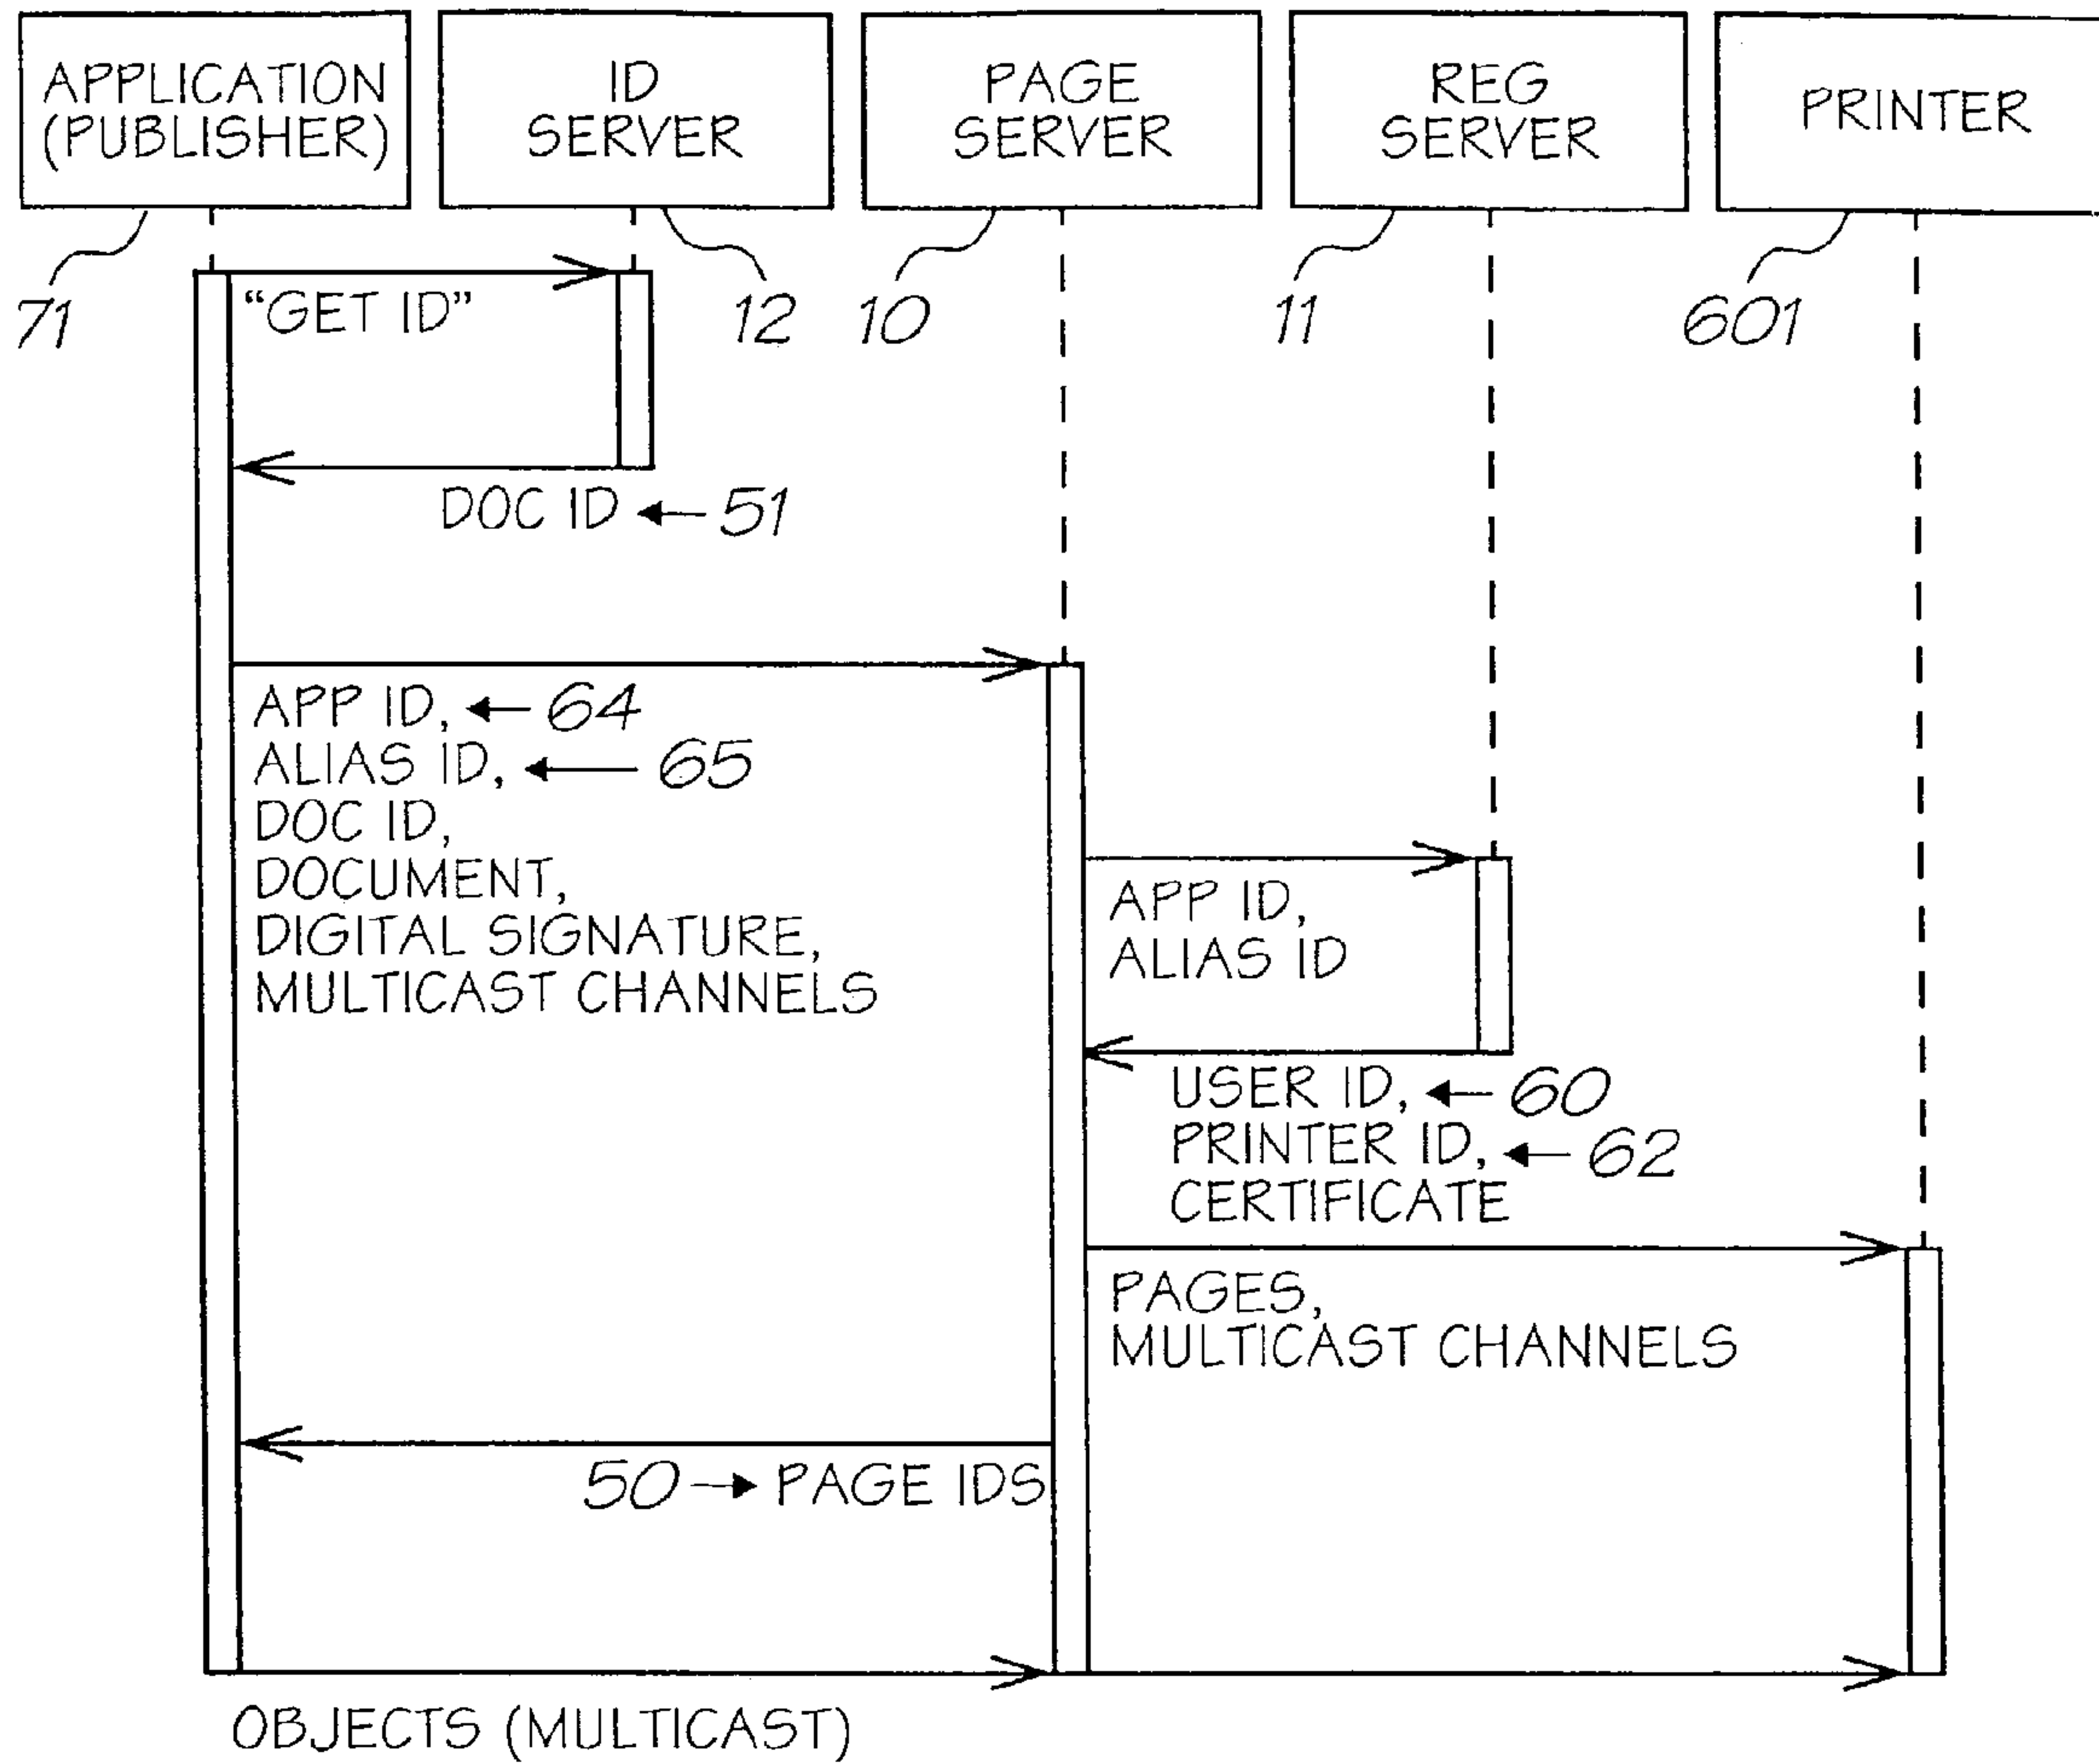 APPLICATION
(PUBLISHER)
ID
SERVER
PAGE
SERVER
REG
SERVER
PRINTER
71
12
10
11
601
"GET ID"
DOC ID 51
APP ID, 64
ALIAS ID, 65
DOC ID,
DOCUMENT,
DIGITAL SIGNATURE,
MULTICAST CHANNELS
APP ID,
ALIAS ID
USER ID, 60
PRINTER ID, 62
CERTIFICATE
PAGES,
MULTICAST CHANNELS
50 PAGE IDS
OBJECTS (MULTICAST)